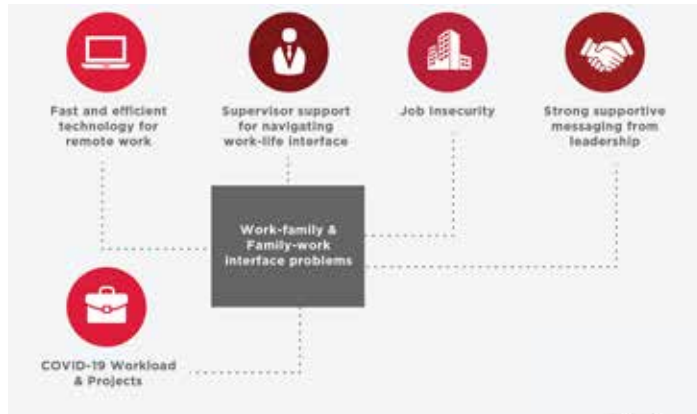 Fast and efficient
technology for
remote work
Supervisor support
for navigating
work-life interface
Job Insecurity
Strong supportive
messaging from
leadership
Work-family &
Family-work
interface problems
COVID-19 Workload
& Projects